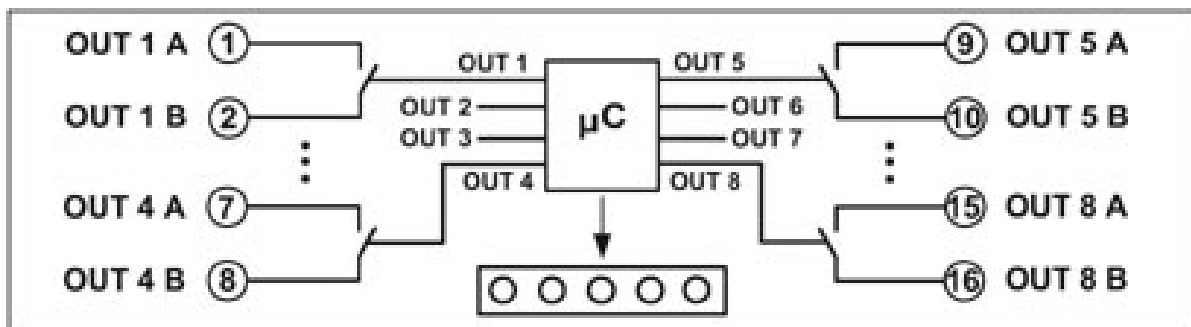 OUT 1 A 1
OUT 1 B 2
OUT 4 A 7
OUT 4 B 8
OUT 1
OUT 2
OUT 3
OUT 4
µC
OUT 5
OUT 6
OUT 7
OUT 8
9 OUT 5 A
10 OUT 5 B
15 OUT 8 A
16 OUT 8 B